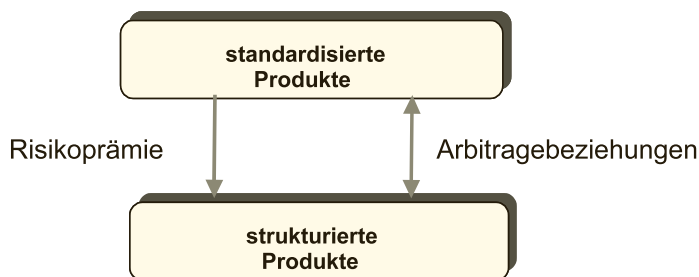 standardisierte
Produkte
Risikoprämie
Arbitragebeziehungen
strukturierte
Produkte